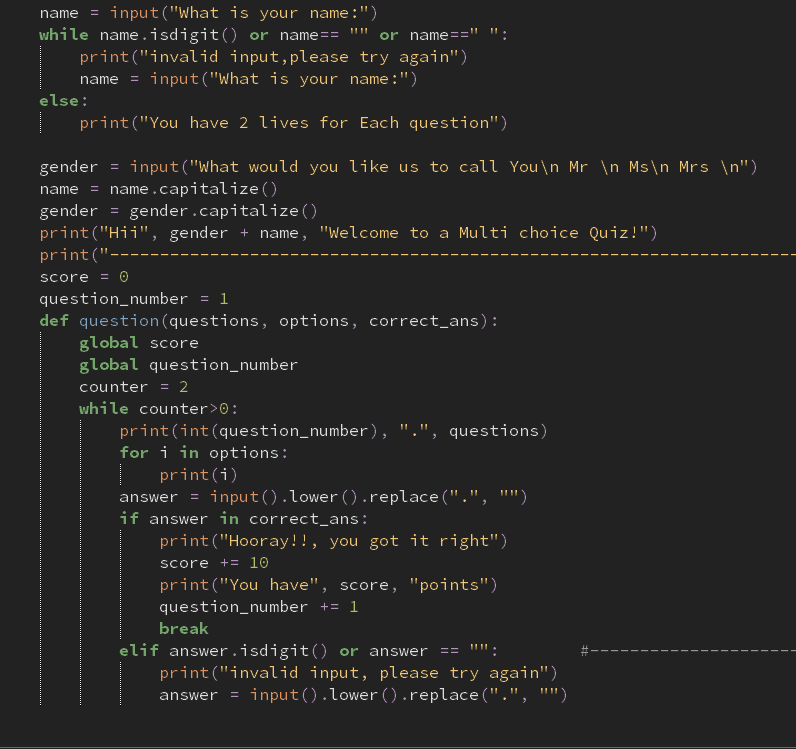 name = input("What is your name:")
while name.isdigit() or name== "" or name==" ":
    print("invalid input,please try again")
    name = input("What is your name:")
else:
    print("You have 2 lives for Each question")

gender = input("What would you like us to call You\n Mr \n Ms\n Mrs \n")
name = name.capitalize()
gender = gender.capitalize()
print("Hii", gender + name, "Welcome to a Multi choice Quiz!")
print("---------------------------------------------------------------------
score = 0
question_number = 1
def question(questions, options, correct_ans):
    global score
    global question_number
    counter = 2
    while counter>0:
        print(int(question_number), ".", questions)
        for i in options:
            print(i)
        answer = input().lower().replace(".", "")
        if answer in correct_ans:
            print("Hooray!!, you got it right")
            score += 10
            print("You have", score, "points")
            question_number += 1
            break
        elif answer.isdigit() or answer == "":        #---------------------
            print("invalid input, please try again")
            answer = input().lower().replace(".", "")